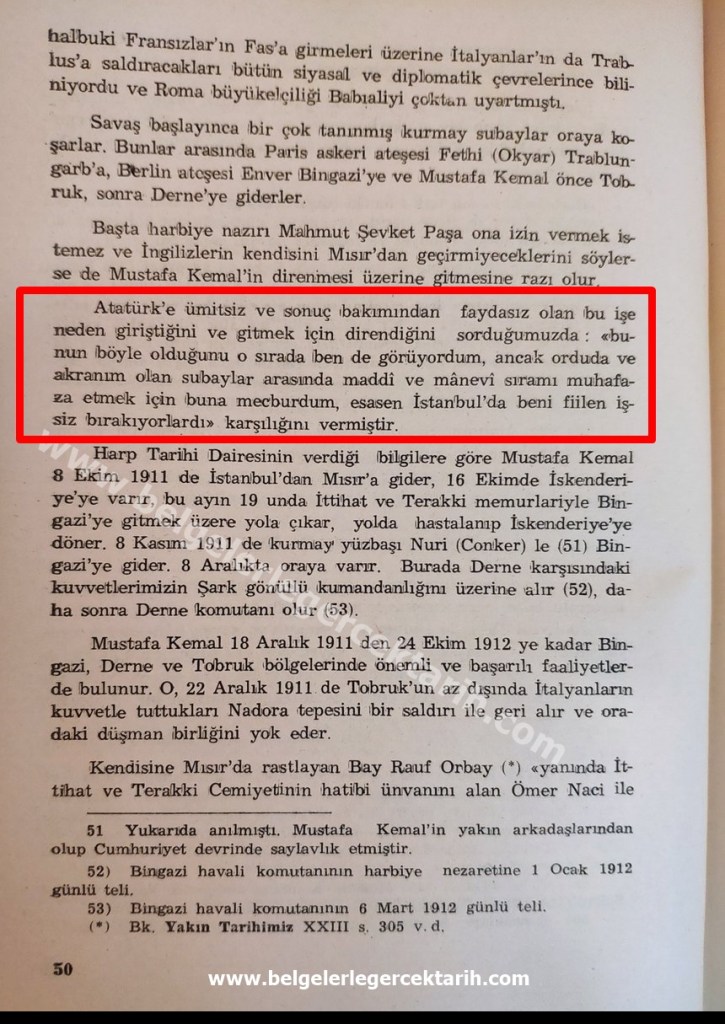 halbuki Fransızlar'ın Fas'a girmeleri üzerine İtalyanlar'ın da Trab-
lus'a saldıracakları bütün siyasal ve diplomatik çevrelerince bili-
niyordu ve Roma büyükelçiliği Babıaliyi çoktan uyartmıştı.
Savaş başlayınca bir çok tanınmış kurmay subaylar oraya ko-
şarlar. Bunlar arasında Paris askeri ateşesi Fethi (Okyar) Trablun-
garb'a, Berlin ateşesi Enver Bingazi'ye ve Mustafa Kemal önce Tob-
ruk, sonra Derne'ye giderler.
Başta harbiye nazırı Mahmut Şevket Paşa ona izin vermek is-
temez ve İngilizlerin kendisini Mısır'dan geçirmiyeceklerini söyler-
se de Mustafa Kemal'in direnmesi üzerine gitmesine razı olur.
Atatürk'e ümitsiz ve sonuç bakımından faydasız olan bu işe
neden giriştiğini ve gitmek için direndiğini sorduğumuzda : «bu-
nun böyle olduğunu o sırada ben de görüyordum, ancak orduda ve
akranım olan subaylar arasında maddî ve mânevî sıramı muhafa-
za etmek için buna mecburdum, esasen İstanbul'da beni fiilen iş-
siz bırakıyorlardı» karşılığını vermiştir.
Harp Tarihi Dairesinin verdiği bilgilere göre Mustafa Kemal
8 Ekim 1911 de İstanbul'dan Mısır'a gider, 16 Ekimde İskenderi-
ye'ye varır, bu ayın 19 unda İttihat ve Terakki memurlariyle Bin-
gazi'ye gitmek üzere yola çıkar, yolda hastalanıp İskenderiye'ye
döner. 8 Kasım 1911 de kurmay yüzbaşı Nuri (Conker) le (51) Bin-
gazi'ye gider. 8 Aralıkta oraya varır. Burada Derne karşısındaki
kuvvetlerimizin Şark gönüllü kumandanlığını üzerine alır (52), da-
ha sonra Derne komutanı olur (53).
Mustafa Kemal 18 Aralık 1911 den 24 Ekim 1912 ye kadar Bin-
gazi, Derne ve Tobruk bölgelerinde önemli ve başarılı faaliyetler-
de bulunur. O, 22 Aralık 1911 de Tobruk'un az dışında İtalyanların
kuvvetle tuttukları Nadora tepesini bir saldırı ile geri alır ve ora-
daki düşman birliğini yok eder.
Kendisine Mısır'da rastlayan Bay Rauf Orbay (*) «yanında İt-
tihat ve Terakki Cemiyetinin hatibi ünvanını alan Ömer Naci ile
51 Yukarıda anılmıştı. Mustafa Kemal'in yakın arkadaşlarından
olup Cumhuriyet devrinde saylavlık etmiştir.
52) Bingazi havali komutanının harbiye nezaretine 1 Ocak 1912
günlü teli.
53) Bingazi havali komutanının 6 Mart 1912 günlü teli.
(*) Bk. Yakın Tarihimiz XXIII s. 305 v. d.
50
www.belgelerlegercektarih.com
www.belgelerlegercektarih.com